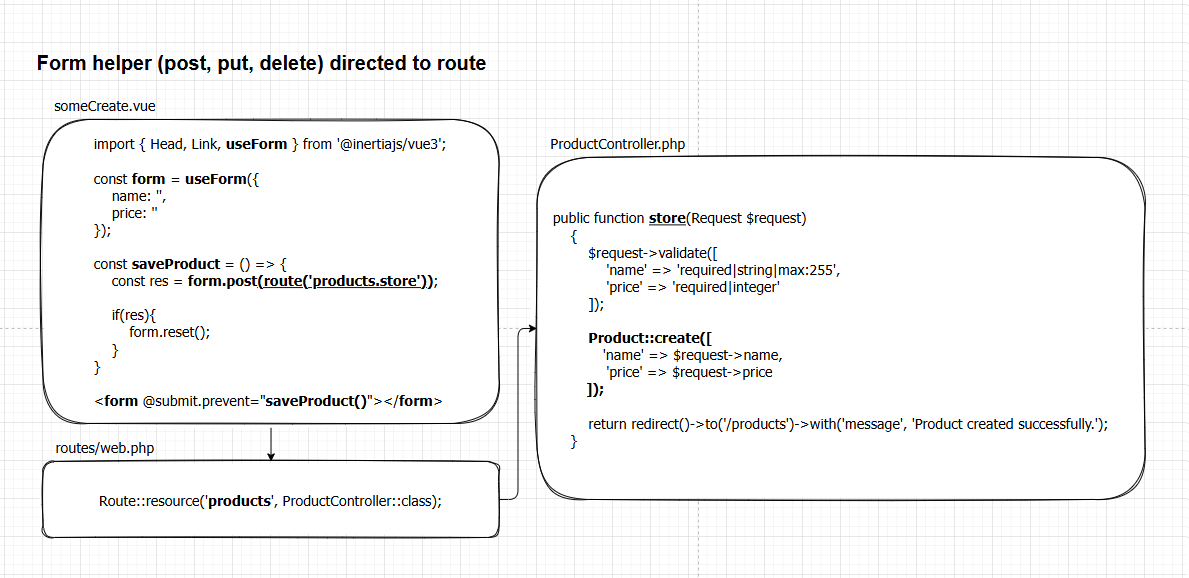 Form helper (post, put, delete) directed to route
someCreate.vue
import { Head, Link, useForm } from '@inertiajs/vue3';
const form = useForm({
name: '',
price: ''
});
const saveProduct = () => {
const res = form.post(route('products.store'));
if(res){
form.reset();
}
}
<form @submit.prevent="saveProduct()"></form>
routes/web.php
Route::resource('products', ProductController::class);
ProductController.php
public function store(Request $request)
{
$request->validate([
'name' => 'required|string|max:255',
'price' => 'required|integer'
]);
Product::create([
'name' => $request->name,
'price' => $request->price
]);
return redirect()->to('/products')->with('message', 'Product created successfully.');
}